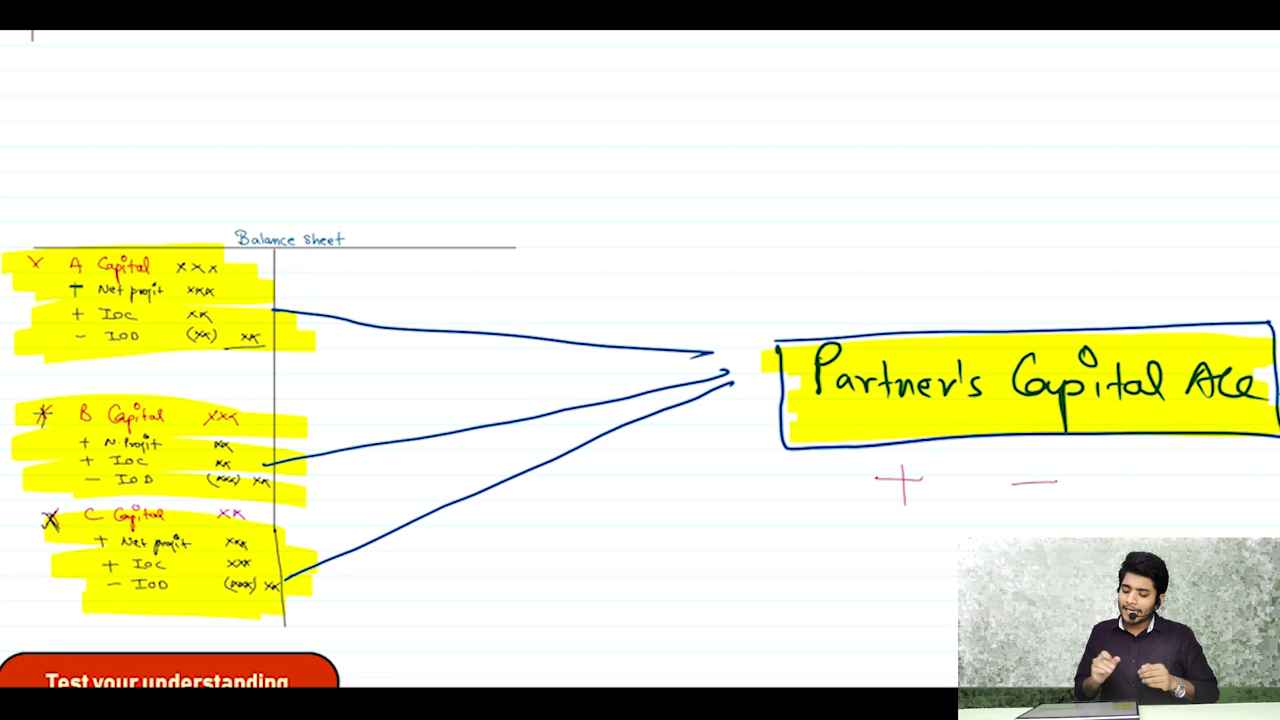 Balance sheet
x A Capital xxx
+ Net profit xxx
+ IOC xx
- IOD (xx) xx
Partner's Capital Acc
* B Capital xxx
+ N. Profit xx
+ IOC xx
- IOD (xxx) xx
+ -
x C Capital xx
+ Net profit xxx
+ IOC xxx
- IOD (xxx) xx
Test your understanding